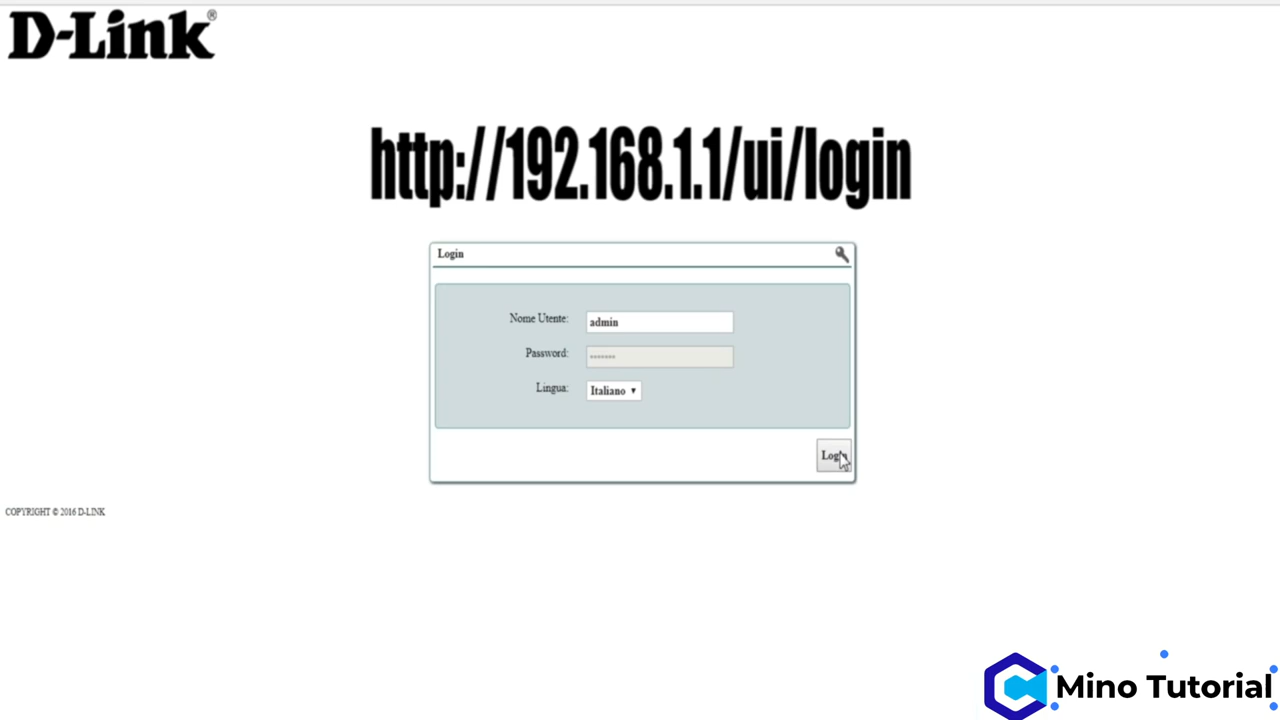 D-Link®
http://192.168.1.1/ui/login
Login
Nome Utente: admin
Password: *******
Lingua: Italiano ▼
Login
COPYRIGHT © 2016 D-LINK
Mino Tutorial